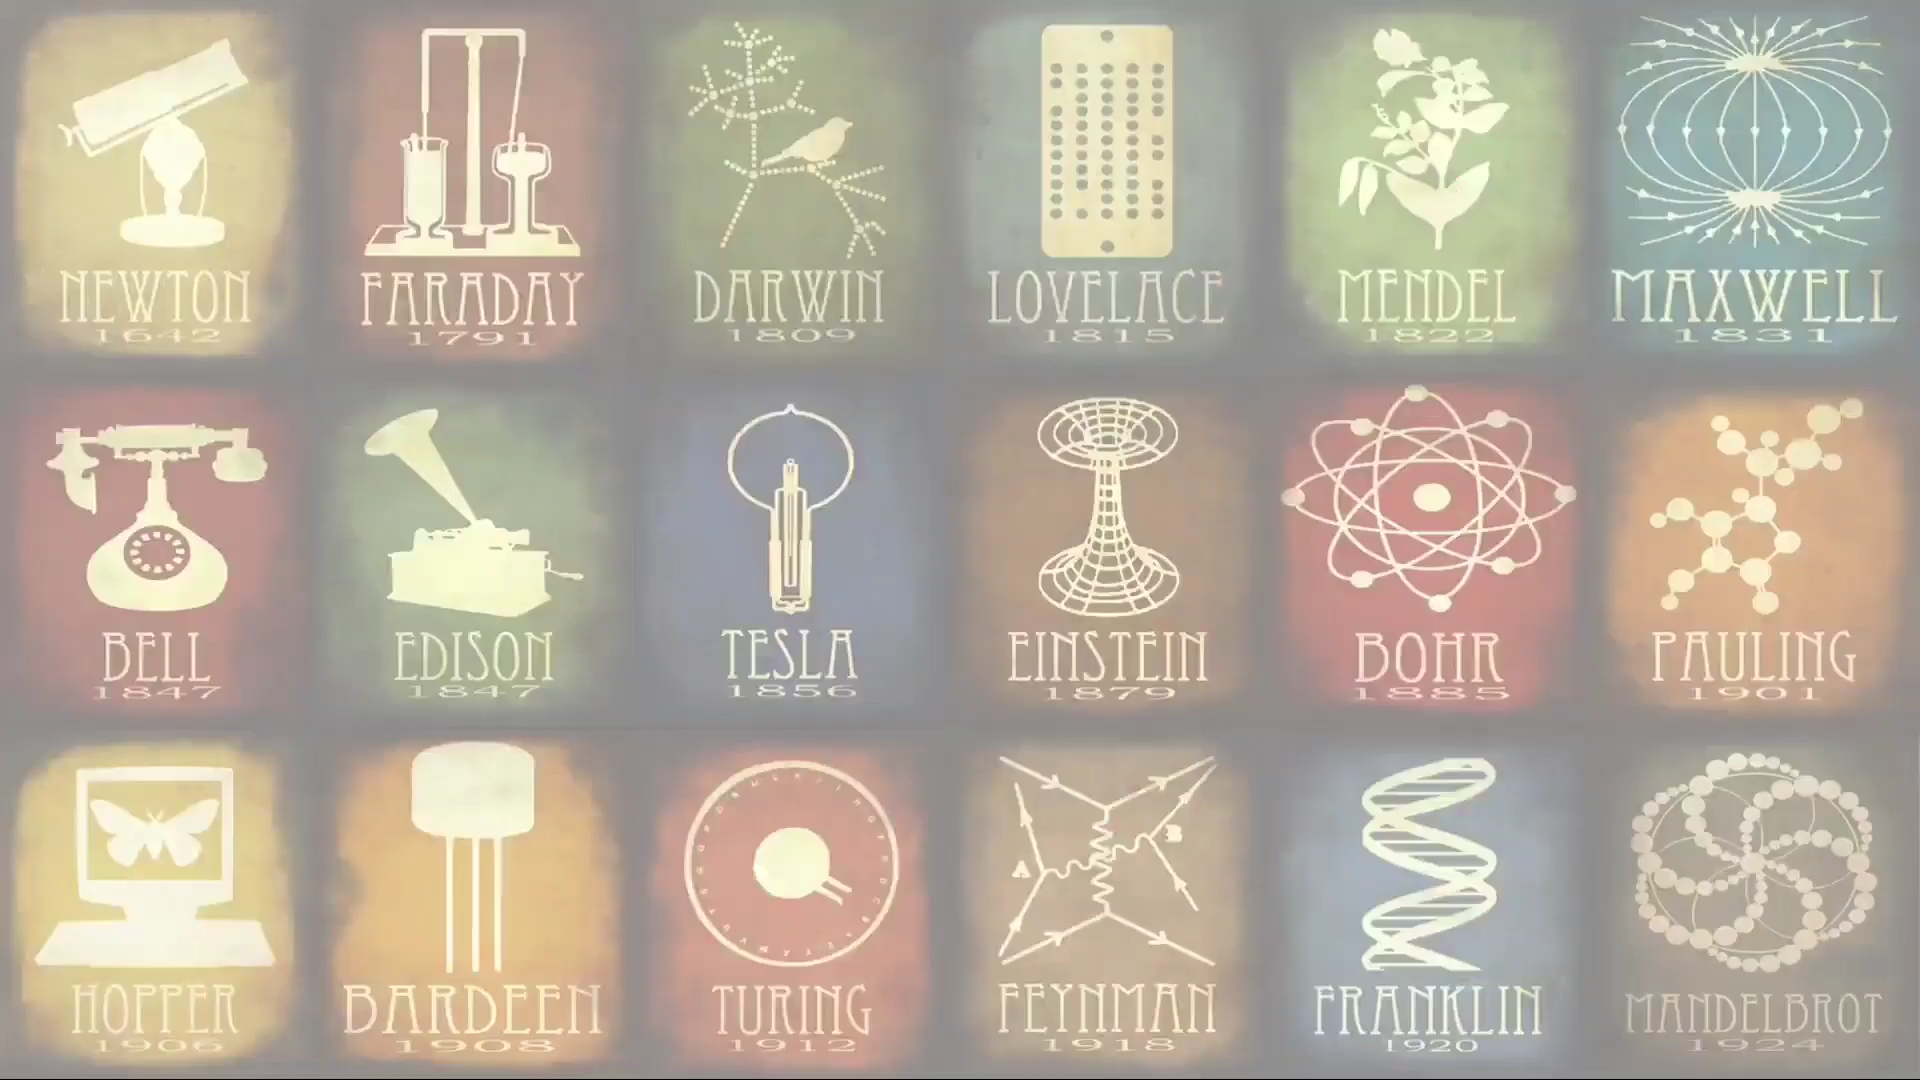 NEWTON
1642
FARADAY
1791
DARWIN
1809
LOVELACE
1815
MENDEL
1822
MAXWELL
1831
BELL
1847
EDISON
1847
TESLA
1856
EINSTEIN
1879
BOHR
1885
PAULING
1901
A
B
HOPPER
1906
BARDEEN
1908
TURING
1912
FEYNMAN
1918
FRANKLIN
1920
MANDELBROT
1924